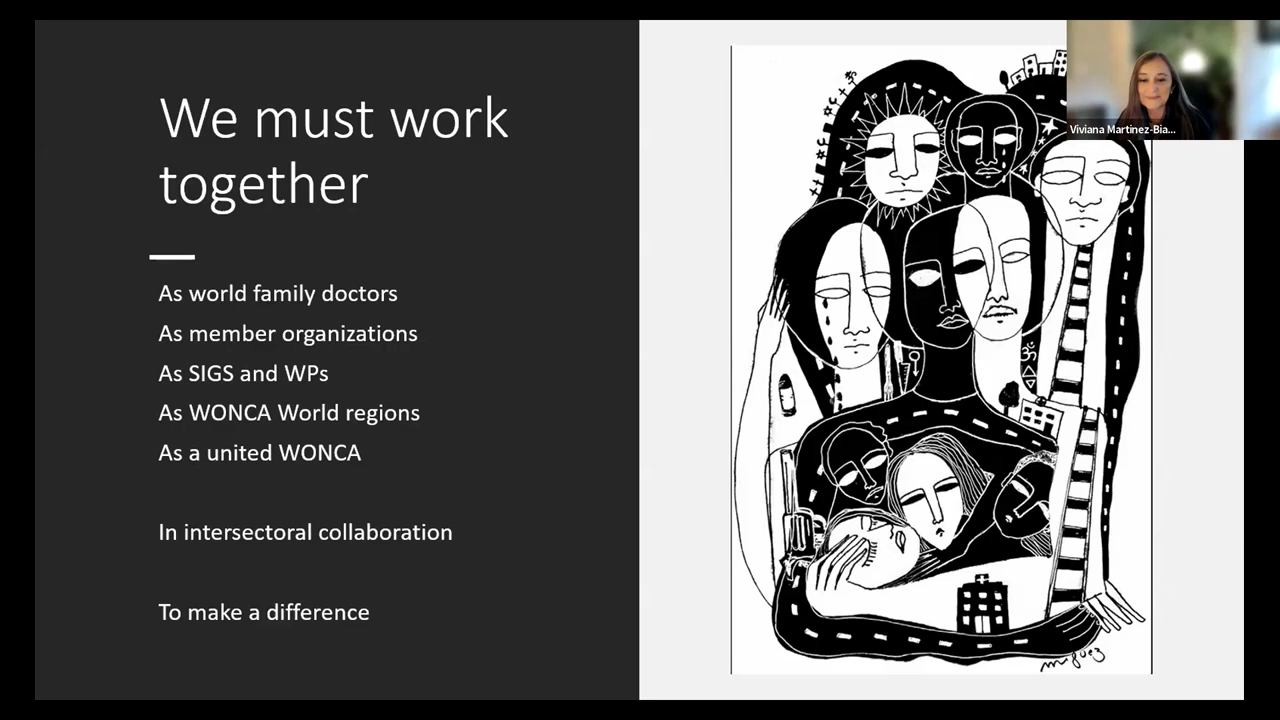 We must work
together
As world family doctors
As member organizations
As SIGS and WPs
As WONCA World regions
As a united WONCA
In intersectoral collaboration
To make a difference
Viviana Martinez-Bia...
ॐ